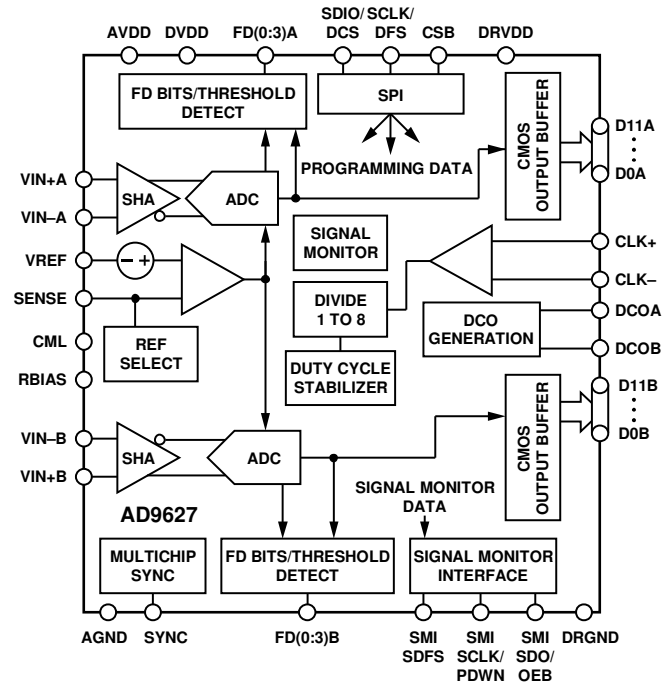 SDIO/ SCLK/
AVDD DVDD FD(0:3)A DCS DFS CSB DRVDD
FD BITS/THRESHOLD
DETECT
SPI
PROGRAMMING DATA
CMOS
OUTPUT BUFFER
D11A
D0A
VIN+A
SHA
ADC
VIN–A
SIGNAL
MONITOR
CLK+
VREF
– +
CLK–
SENSE
DIVIDE
1 TO 8
DCO
GENERATION
DCOA
REF
SELECT
CML
DCOB
DUTY CYCLE
STABILIZER
RBIAS
D11B
CMOS
OUTPUT BUFFER
D0B
VIN–B
SHA
ADC
VIN+B
SIGNAL MONITOR
DATA
AD9627
MULTICHIP
SYNC
FD BITS/THRESHOLD
DETECT
SIGNAL MONITOR
INTERFACE
AGND SYNC FD(0:3)B SMI SMI SMI DRGND
SDFS SCLK/ SDO/
PDWN OEB